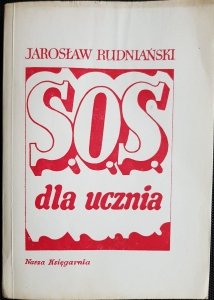 JAROSŁAW RUDNIAŃSKI
S.O.S.
dla ucznia
Nasza Księgarnia